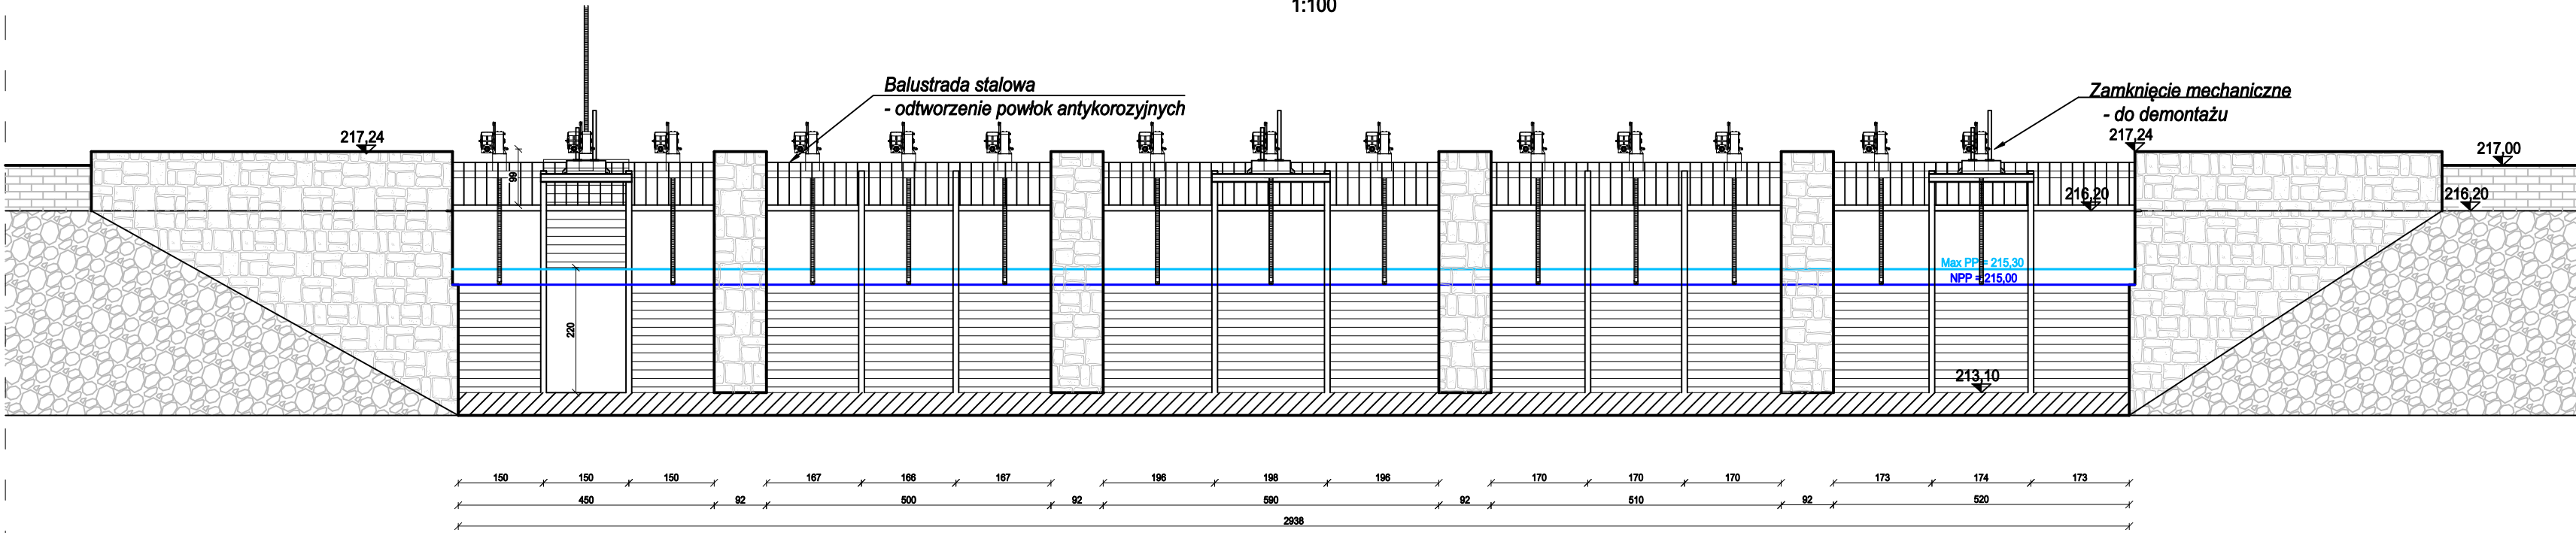 1:100
Balustrada stalowa
- odtworzenie powłok antykorozyjnych
Zamknięcie mechaniczne
- do demontażu
217,24
217,24
217,00
99
216,20
216,20
Max PP = 215,30
NPP = 215,00
220
213,10
150 150 150 167 166 167 196 198 196 170 170 170 173 174 173
450 92 500 92 590 92 510 92 520
2938